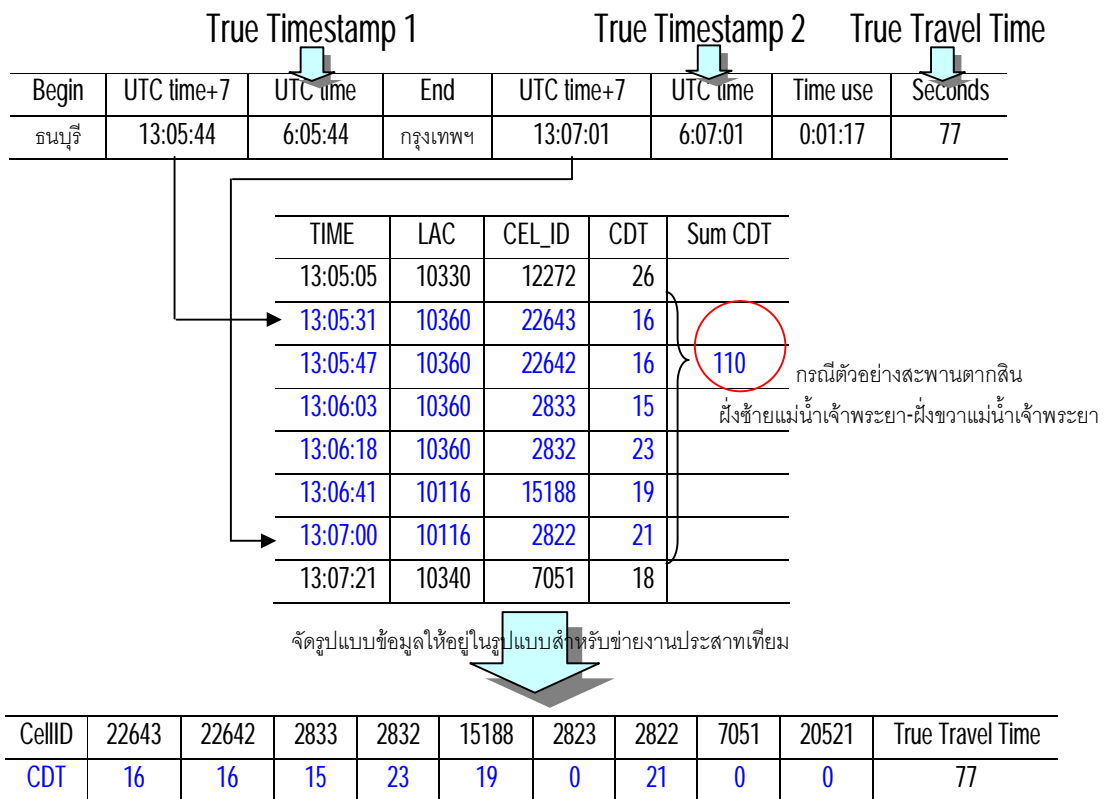 True Timestamp 1 True Timestamp 2 True Travel Time
Begin UTC time+7 UTC time End UTC time+7 UTC time Time use Seconds
ธนบุรี 13:05:44 6:05:44 กรุงเทพฯ 13:07:01 6:07:01 0:01:17 77
TIME LAC CEL_ID CDT Sum CDT
13:05:05 10330 12272 26
13:05:31 10360 22643 16
13:05:47 10360 22642 16 110
กรณีตัวอย่างสะพานตากสิน
13:06:03 10360 2833 15
ฝั่งซ้ายแม่น้ำเจ้าพระยา-ฝั่งขวาแม่น้ำเจ้าพระยา
13:06:18 10360 2832 23
13:06:41 10116 15188 19
13:07:00 10116 2822 21
13:07:21 10340 7051 18
จัดรูปแบบข้อมูลให้อยู่ในรูปแบบสำหรับข่ายงานประสาทเทียม
CellID 22643 22642 2833 2832 15188 2823 2822 7051 20521 True Travel Time
CDT 16 16 15 23 19 0 21 0 0 77